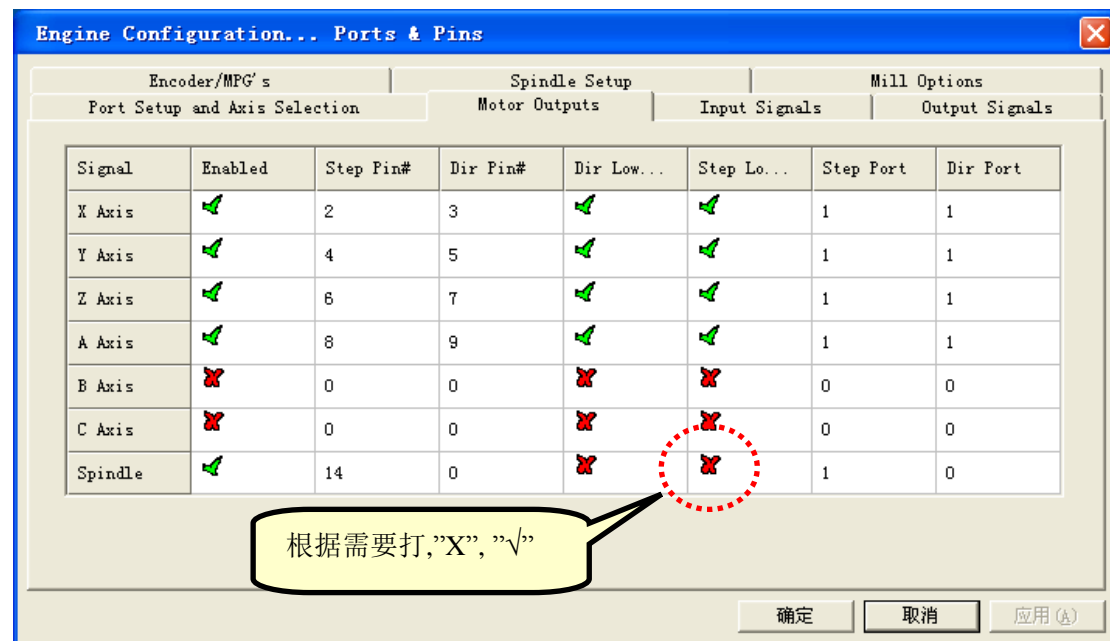 Engine Configuration... Ports & Pins
Encoder/MPG's Spindle Setup Mill Options
Port Setup and Axis Selection Motor Outputs Input Signals Output Signals
Signal Enabled Step Pin# Dir Pin# Dir Low... Step Lo... Step Port Dir Port
X Axis 2 3 1 1
Y Axis 4 5 1 1
Z Axis 6 7 1 1
A Axis 8 9 1 1
B Axis 0 0 0 0
C Axis 0 0 0 0
Spindle 14 0 1 0
根据需要打,”X”, ”√”
确定 取消 应用(A)